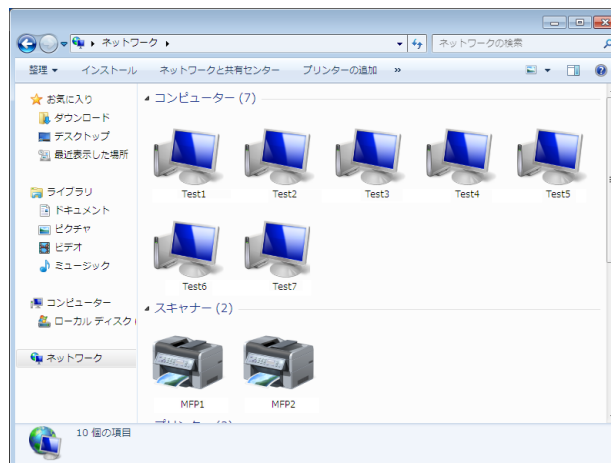 ネットワーク
ネットワークの検索
整理 インストール ネットワークと共有センター プリンターの追加 »
お気に入り
ダウンロード
デスクトップ
最近表示した場所
ライブラリ
ドキュメント
ピクチャ
ビデオ
ミュージック
コンピューター
ローカル ディスク
ネットワーク
コンピューター (7)
Test1 Test2 Test3 Test4 Test5
Test6 Test7
スキャナー (2)
MFP1 MFP2
10 個の項目